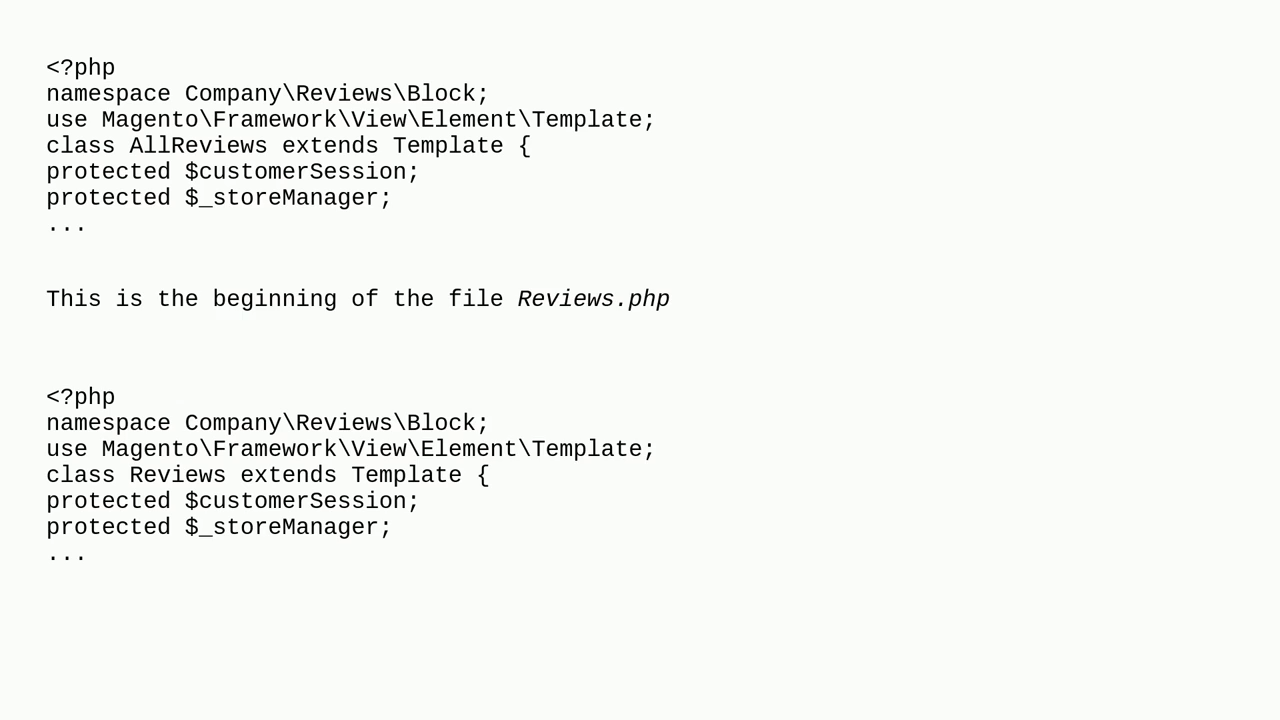 <?php
namespace Company\Reviews\Block;
use Magento\Framework\View\Element\Template;
class AllReviews extends Template {
protected $customerSession;
protected $_storeManager;
...
This is the beginning of the file Reviews.php
<?php
namespace Company\Reviews\Block;
use Magento\Framework\View\Element\Template;
class Reviews extends Template {
protected $customerSession;
protected $_storeManager;
...